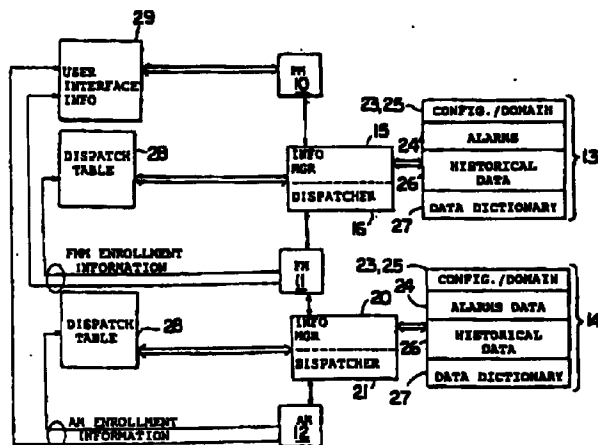 29
USER
INTERFACE
INFO
PM
10
23, 25
CONFIG./DOMAIN
15
24
ALARMS
13
28
DISPATCH
TABLE
INFO
MGR
HISTORICAL
DATA
26
DISPATCHER
27
DATA DICTIONARY
16
FMM ENROLLMENT
INFORMATION
FM
11
23, 25
CONFIG./DOMAIN
20
24
ALARMS DATA
14
DISPATCH
TABLE
28
INFO
MGR
HISTORICAL
DATA
26
DISPATCHER
21
27
DATA DICTIONARY
AM ENROLLMENT
INFORMATION
AM
12